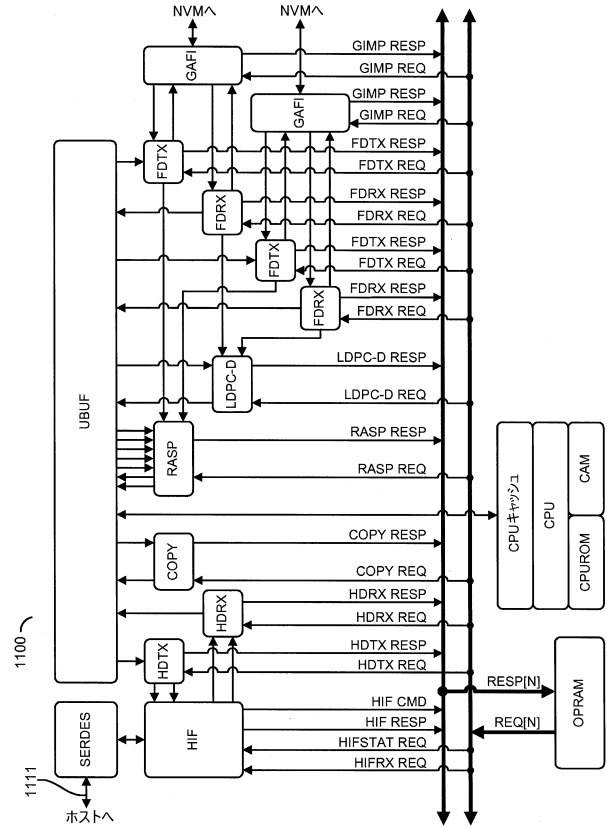 NVMへ
NVMへ
GAFI
GIMP RESP
GIMP REQ
GAFI
GIMP RESP
GIMP REQ
FDTX
FDTX RESP
FDTX REQ
FDRX
FDRX RESP
FDRX REQ
FDTX
FDTX RESP
FDTX REQ
FDRX
FDRX RESP
FDRX REQ
UBUF
LDPC-D
LDPC-D RESP
LDPC-D REQ
RASP
RASP RESP
RASP REQ
CPUキャッシュ
CPU
CAM
CPUROM
COPY
COPY RESP
COPY REQ
HDRX
HDRX RESP
HDRX REQ
1100
HDTX
HDTX RESP
HDTX REQ
RESP[N]
REQ[N]
OPRAM
SERDES
HIF
HIF CMD
HIF RESP
HIFSTAT REQ
HIFRX REQ
1111
ホストへ